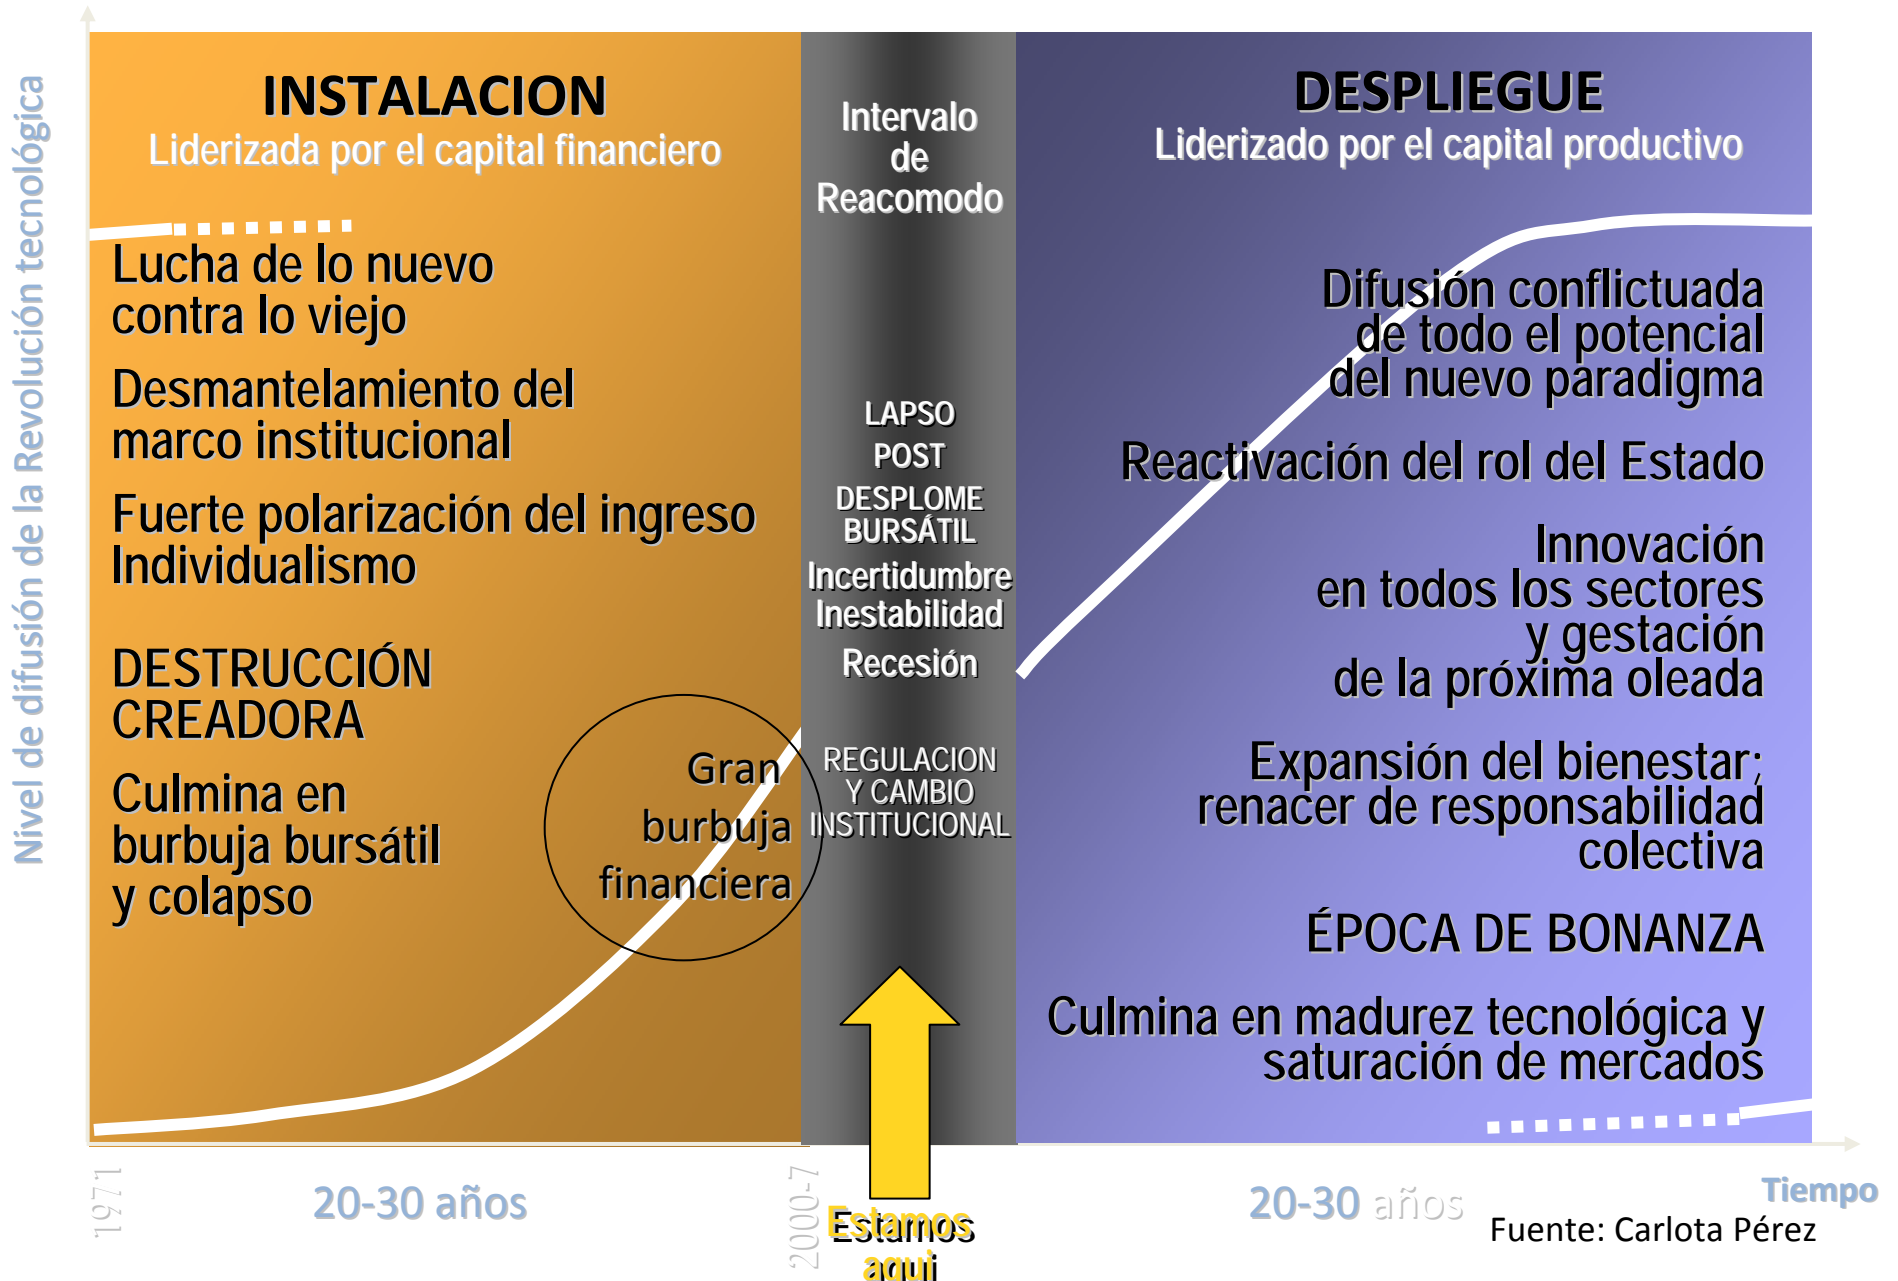 Nivel de difusión de la Revolución tecnológica
INSTALACION
Liderizada por el capital financiero
Lucha de lo nuevo
contra lo viejo
Desmantelamiento del
marco institucional
Fuerte polarización del ingreso
Individualismo
DESTRUCCIÓN
CREADORA
Culmina en
burbuja bursátil
y colapso
Gran
burbuja
financiera
Intervalo
de
Reacomodo
LAPSO
POST
DESPLOME
BURSÁTIL
Incertidumbre
Inestabilidad
Recesión
REGULACION
Y CAMBIO
INSTITUCIONAL
DESPLIEGUE
Liderizado por el capital productivo
Difusión conflictuada
de todo el potencial
del nuevo paradigma
Reactivación del rol del Estado
Innovación
en todos los sectores
y gestación
de la próxima oleada
Expansión del bienestar;
renacer de responsabilidad
colectiva
ÉPOCA DE BONANZA
Culmina en madurez tecnológica y
saturación de mercados
1971
20-30 años
2000-7
Estamos
aqui
20-30 años
Tiempo
Fuente: Carlota Pérez